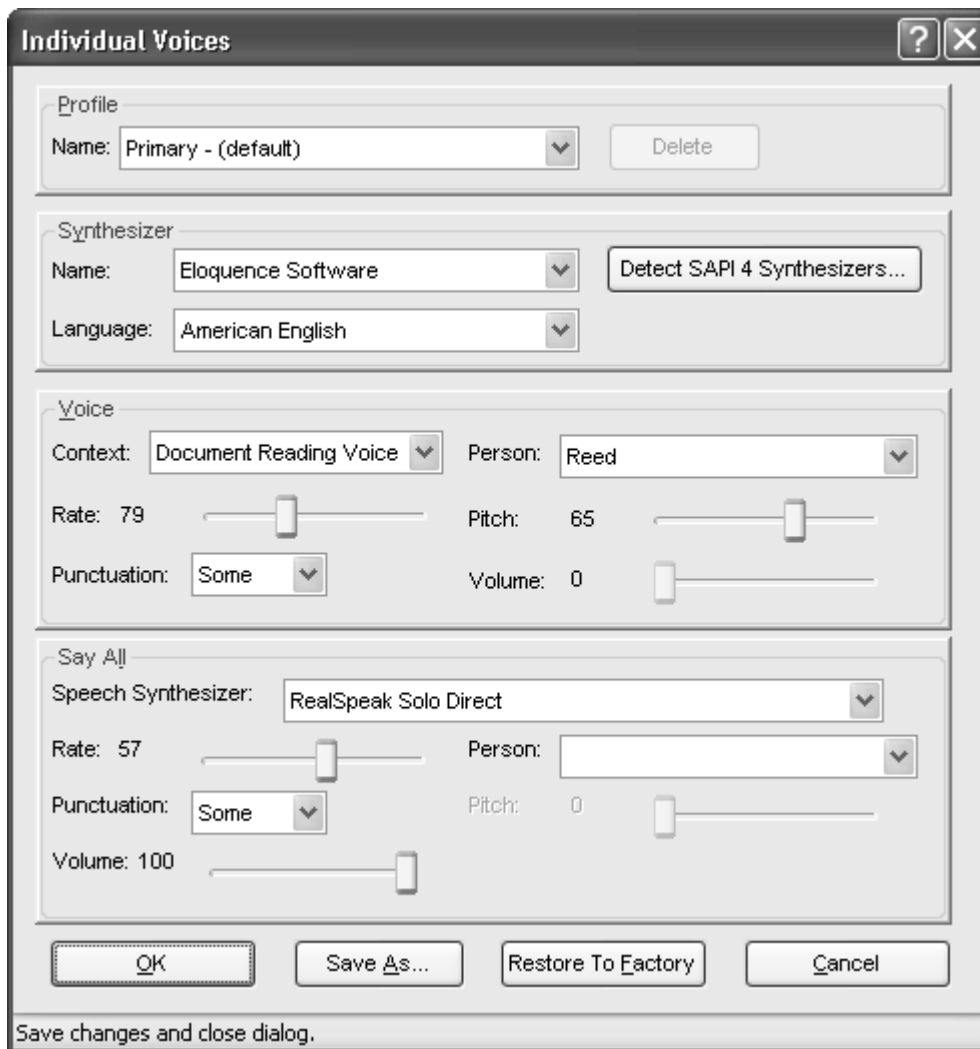 Individual Voices
Profile
Name: Primary - (default) Delete
Synthesizer
Name: Eloquence Software Detect SAPI 4 Synthesizers...
Language: American English
Voice
Context: Document Reading Voice Person: Reed
Rate: 79 Pitch: 65
Punctuation: Some Volume: 0
Say All
Speech Synthesizer: RealSpeak Solo Direct
Rate: 57 Person:
Punctuation: Some Pitch: 0
Volume: 100
OK Save As... Restore To Factory Cancel
Save changes and close dialog.